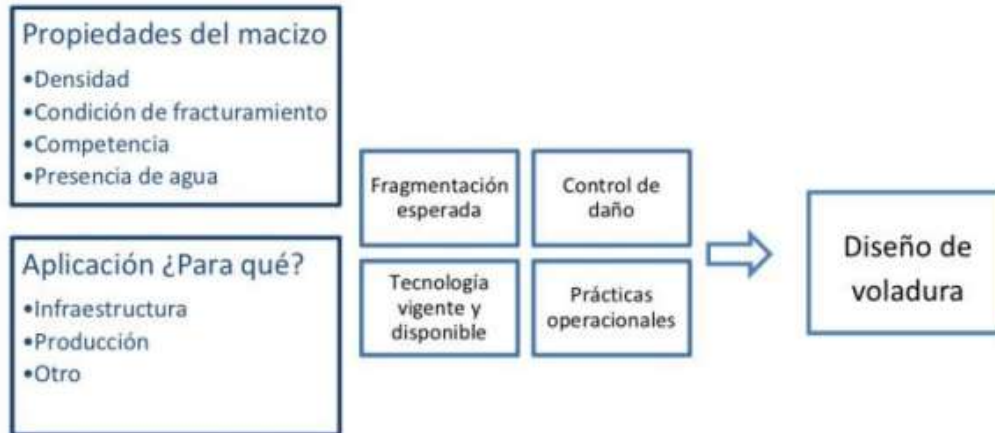 Propiedades del macizo
•Densidad
•Condición de fracturamiento
•Competencia
•Presencia de agua
Aplicación ¿Para qué?
•Infraestructura
•Producción
•Otro
Fragmentación
esperada
Control de
daño
Tecnología
vigente y
disponible
Prácticas
operacionales
Diseño de
voladura